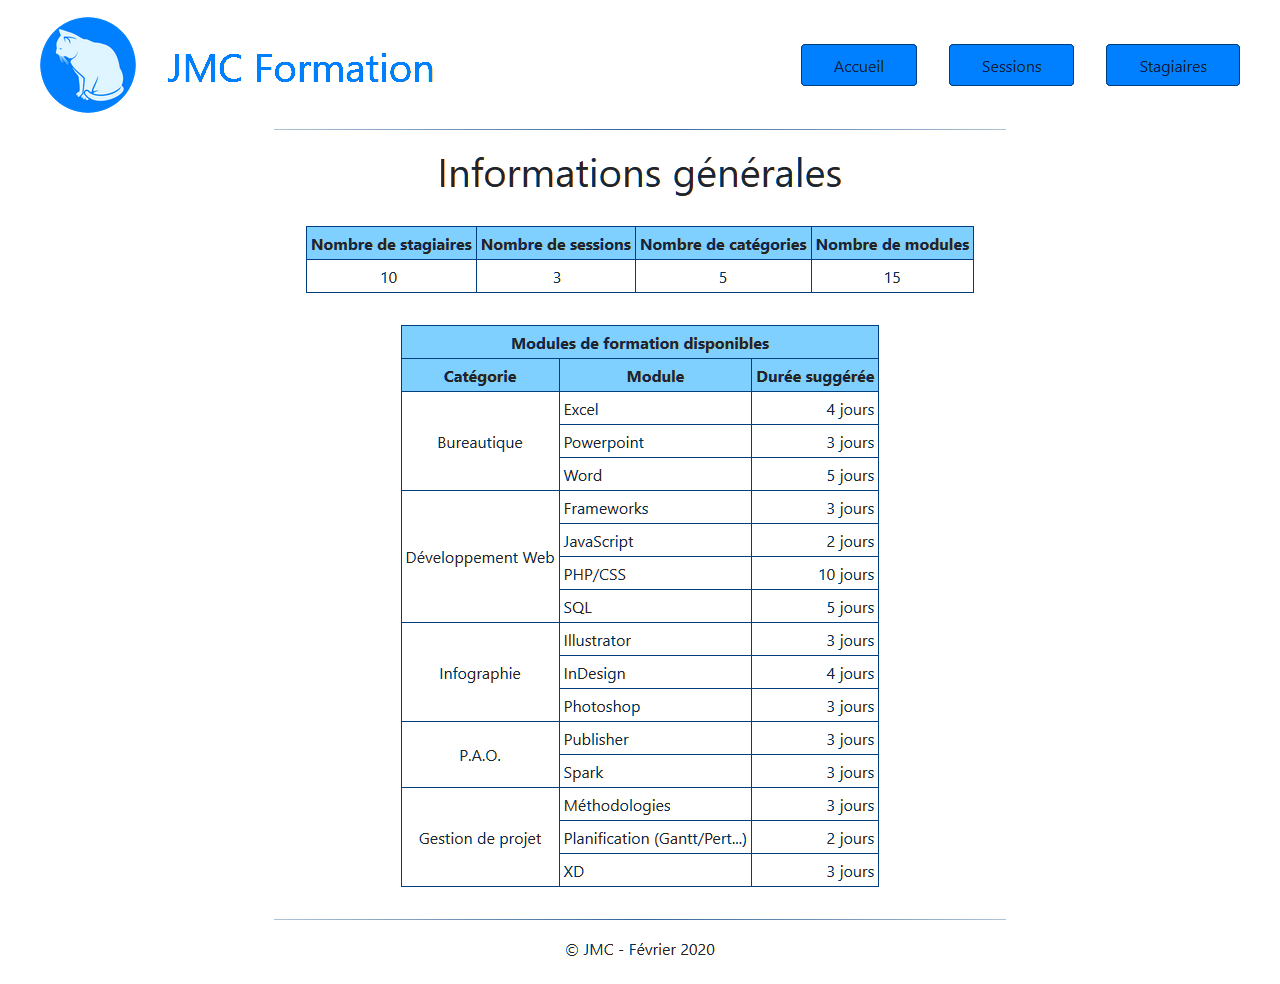 JMC Formation
Accueil
Sessions
Stagiaires
Informations générales
Nombre de stagiaires Nombre de sessions Nombre de catégories Nombre de modules
10 3 5 15
Modules de formation disponibles
Catégorie Module Durée suggérée
Bureautique
Excel 4 jours
Powerpoint 3 jours
Word 5 jours
Développement Web
Frameworks 3 jours
JavaScript 2 jours
PHP/CSS 10 jours
SQL 5 jours
Infographie
Illustrator 3 jours
InDesign 4 jours
Photoshop 3 jours
P.A.O.
Publisher 3 jours
Spark 3 jours
Gestion de projet
Méthodologies 3 jours
Planification (Gantt/Pert...) 2 jours
XD 3 jours
© JMC - Février 2020